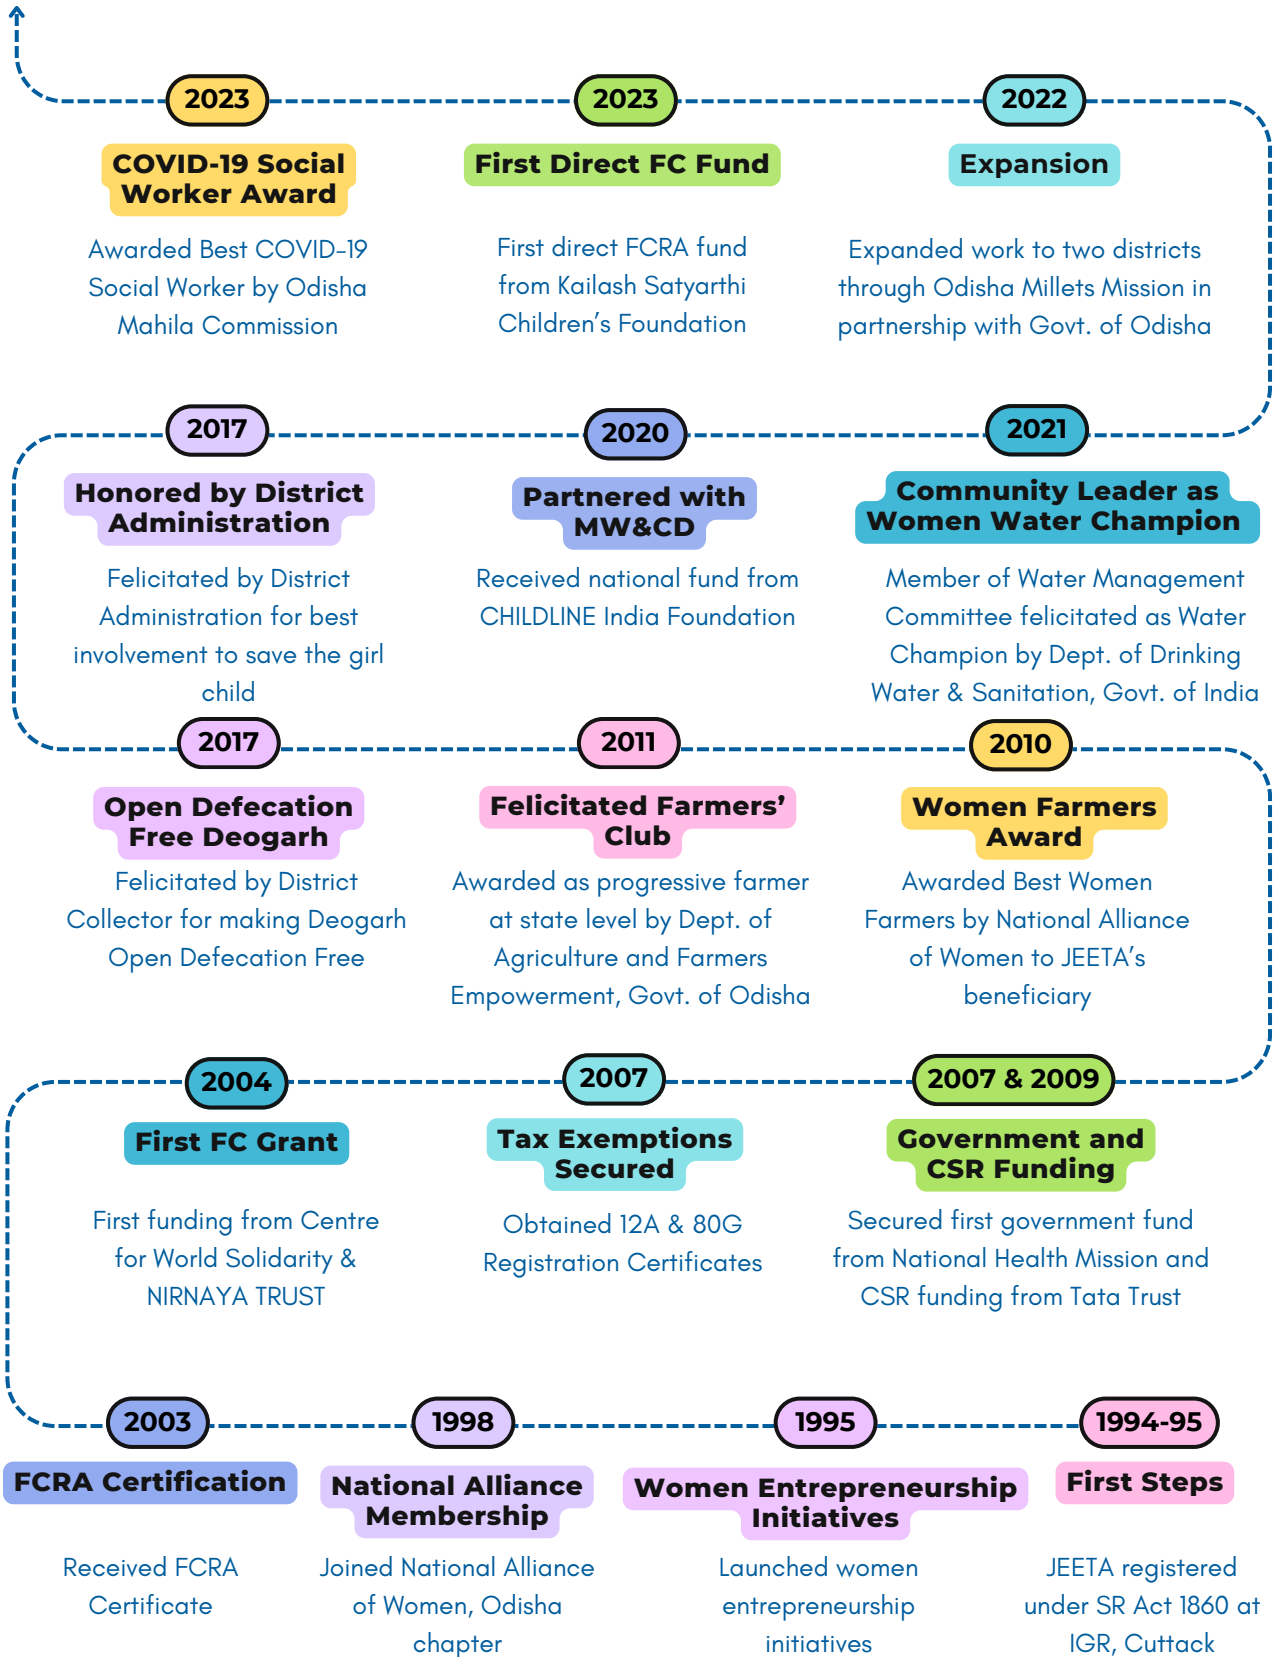 2023
COVID-19 Social
Worker Award
Awarded Best COVID-19
Social Worker by Odisha
Mahila Commission
2023
First Direct FC Fund
First direct FCRA fund
from Kailash Satyarthi
Children's Foundation
2022
Expansion
Expanded work to two districts
through Odisha Millets Mission in
partnership with Govt. of Odisha
2017
Honored by District
Administration
Felicitated by District
Administration for best
involvement to save the girl
child
2020
Partnered with
MW&CD
Received national fund from
CHILDLINE India Foundation
2021
Community Leader as
Women Water Champion
Member of Water Management
Committee felicitated as Water
Champion by Dept. of Drinking
Water & Sanitation, Govt. of India
2017
Open Defecation
Free Deogarh
Felicitated by District
Collector for making Deogarh
Open Defecation Free
2011
Felicitated Farmers'
Club
Awarded as progressive farmer
at state level by Dept. of
Agriculture and Farmers
Empowerment, Govt. of Odisha
2010
Women Farmers
Award
Awarded Best Women
Farmers by National Alliance
of Women to JEETA's
beneficiary
2004
First FC Grant
First funding from Centre
for World Solidarity &
NIRNAYA TRUST
2007
Tax Exemptions
Secured
Obtained 12A & 80G
Registration Certificates
2007 & 2009
Government and
CSR Funding
Secured first government fund
from National Health Mission and
CSR funding from Tata Trust
2003
FCRA Certification
Received FCRA
Certificate
1998
National Alliance
Membership
Joined National Alliance
of Women, Odisha
chapter
1995
Women Entrepreneurship
Initiatives
Launched women
entrepreneurship
initiatives
1994-95
First Steps
JEETA registered
under SR Act 1860 at
IGR, Cuttack